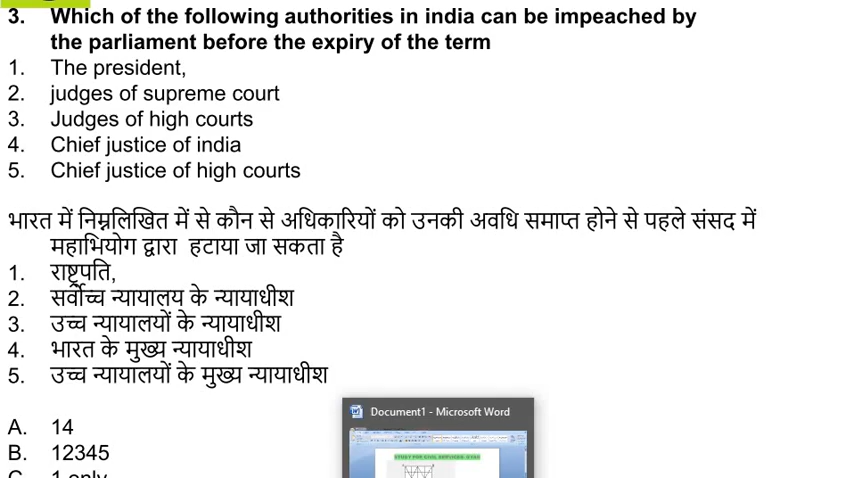 3. Which of the following authorities in india can be impeached by
the parliament before the expiry of the term
1. The president,
2. judges of supreme court
3. Judges of high courts
4. Chief justice of india
5. Chief justice of high courts
भारत में निम्नलिखित में से कौन से अधिकारियों को उनकी अवधि समाप्त होने से पहले संसद में
महाभियोग द्वारा हटाया जा सकता है
1. राष्ट्रपति,
2. सर्वोच्च न्यायालय के न्यायाधीश
3. उच्च न्यायालयों के न्यायाधीश
4. भारत के मुख्य न्यायाधीश
5. उच्च न्यायालयों के मुख्य न्यायाधीश
A. 14
B. 12345
C. 1 only
Document1 - Microsoft Word